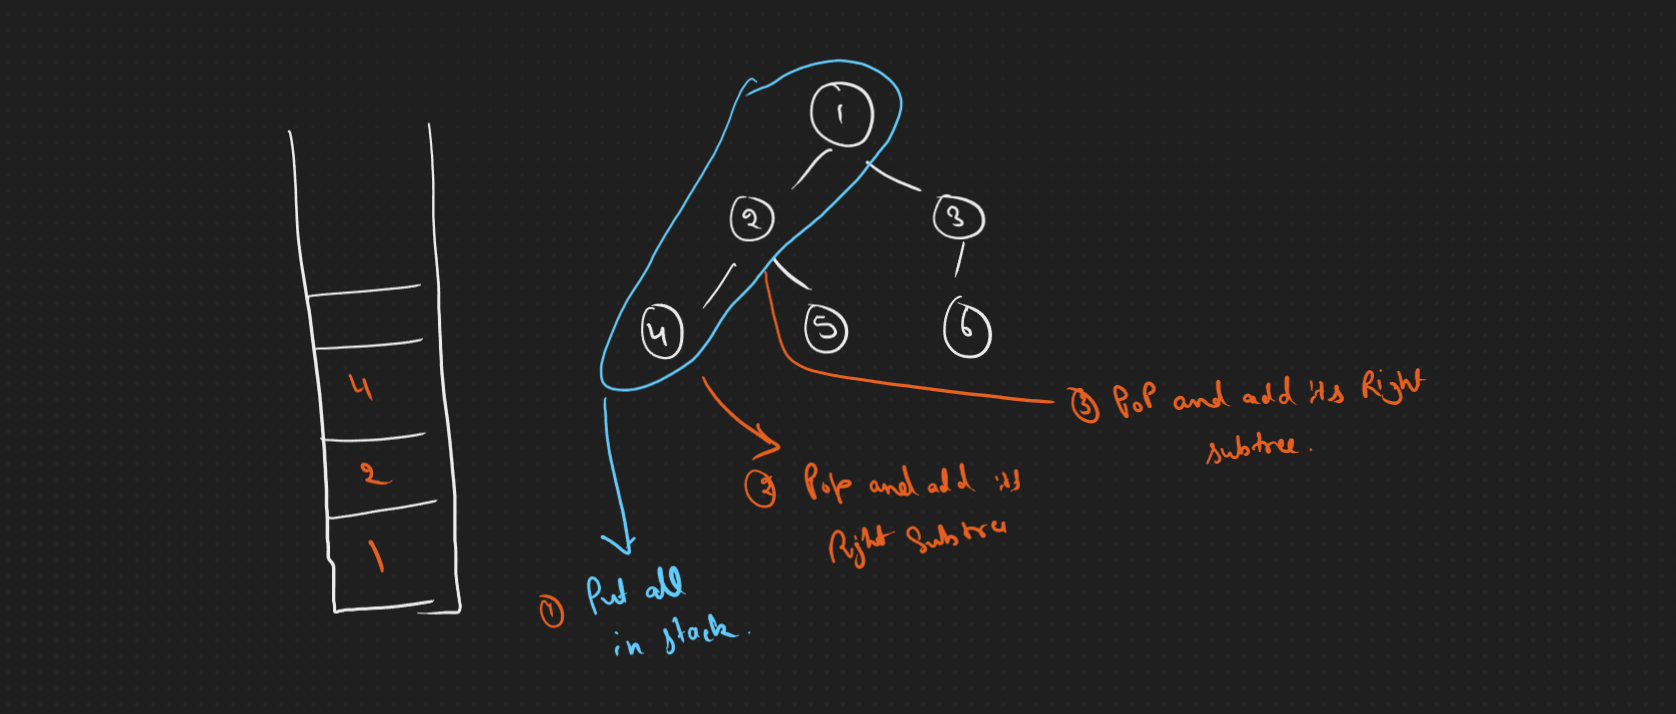 1
2
3
4
5
6
4
2
1
③ PoP and add its Right
subtree.
② Pop and add its
Right Subtree
① Put all
in stack.